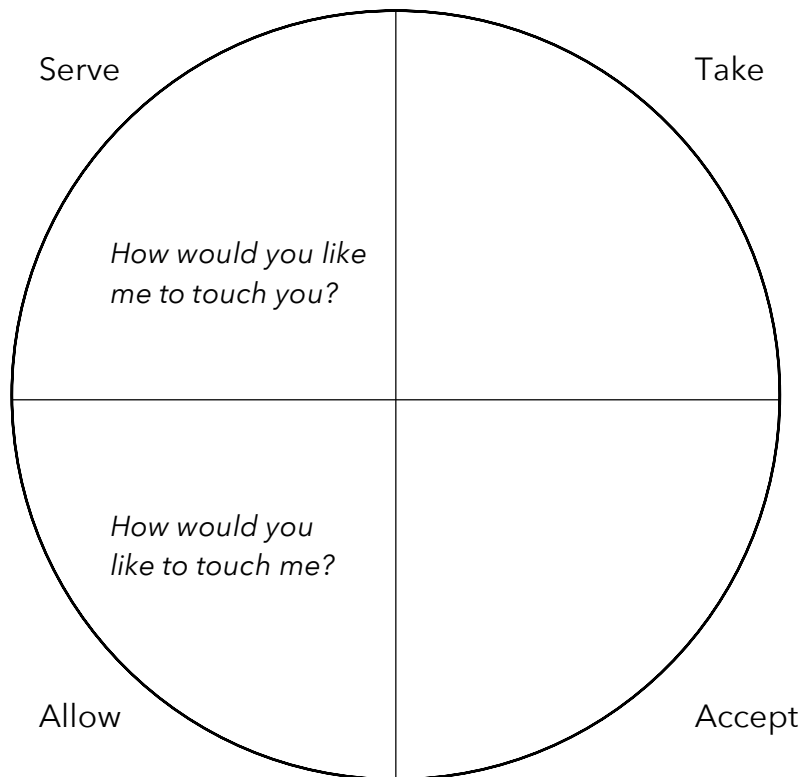 Serve
Take
How would you like
me to touch you?
How would you
like to touch me?
Allow
Accept